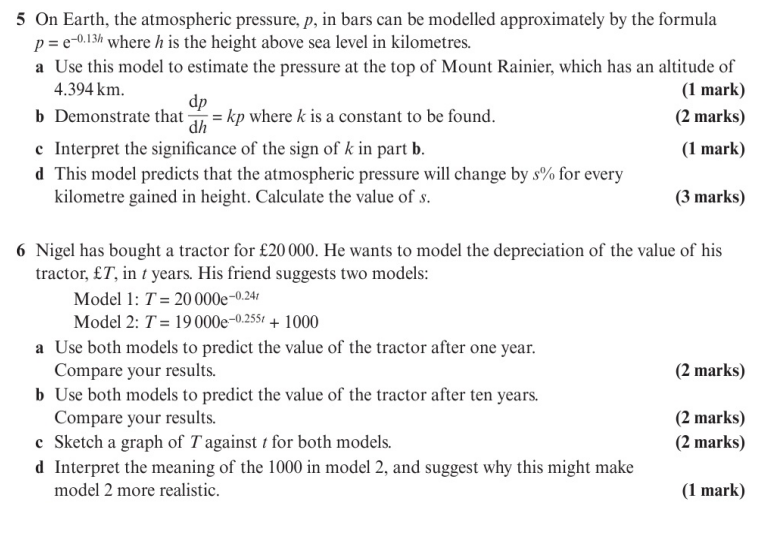 5 On Earth, the atmospheric pressure, p, in bars can be modelled approximately by the formula
p = e⁻⁰·¹³ʰ where h is the height above sea level in kilometres.
a Use this model to estimate the pressure at the top of Mount Rainier, which has an altitude of
4.394 km. (1 mark)
b Demonstrate that dp/dh = kp where k is a constant to be found. (2 marks)
c Interpret the significance of the sign of k in part b. (1 mark)
d This model predicts that the atmospheric pressure will change by s% for every
kilometre gained in height. Calculate the value of s. (3 marks)
6 Nigel has bought a tractor for £20 000. He wants to model the depreciation of the value of his
tractor, £T, in t years. His friend suggests two models:
Model 1: T = 20 000e⁻⁰·²⁴ᵗ
Model 2: T = 19 000e⁻⁰·²⁵⁵ᵗ + 1000
a Use both models to predict the value of the tractor after one year.
Compare your results. (2 marks)
b Use both models to predict the value of the tractor after ten years.
Compare your results. (2 marks)
c Sketch a graph of T against t for both models. (2 marks)
d Interpret the meaning of the 1000 in model 2, and suggest why this might make
model 2 more realistic. (1 mark)